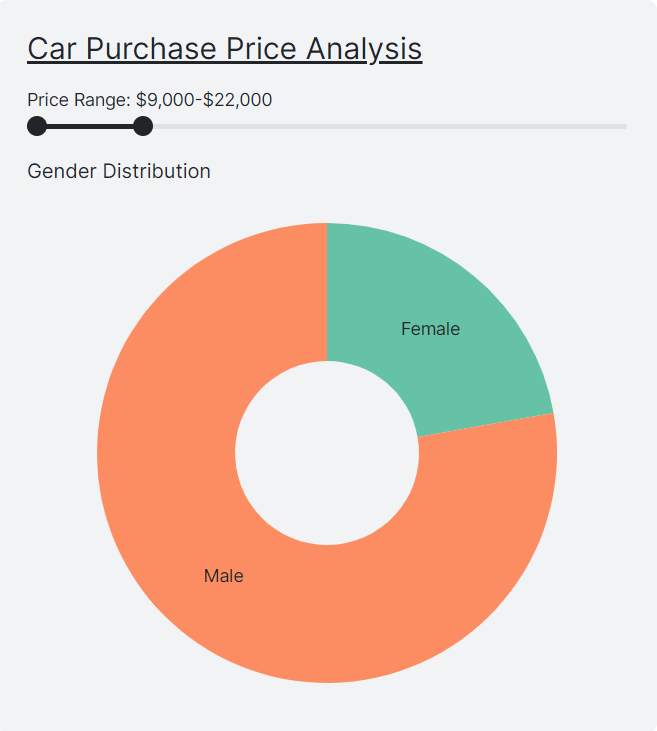 Car Purchase Price Analysis
Price Range: $9,000-$22,000
Gender Distribution
Female
Male